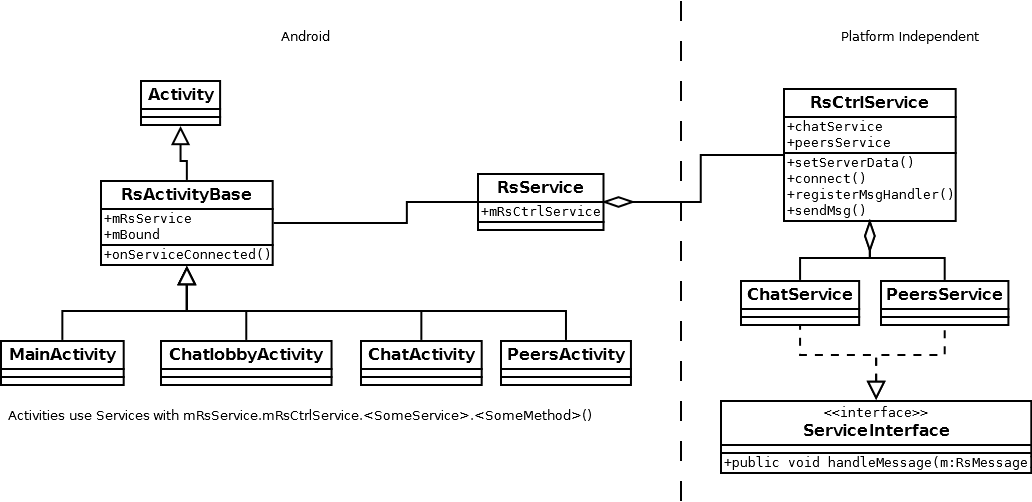 Android
Platform Independent
Activity
RsCtrlService
+chatService
+peersService
+setServerData()
+connect()
+registerMsgHandler()
+sendMsg()
RsActivityBase
+mRsService
+mBound
+onServiceConnected()
RsService
+mRsCtrlService
ChatService
PeersService
MainActivity
ChatlobbyActivity
ChatActivity
PeersActivity
Activities use Services with mRsService.mRsCtrlService.<SomeService>.<SomeMethod>()
<<interface>>
ServiceInterface
+public void handleMessage(m:RsMessage